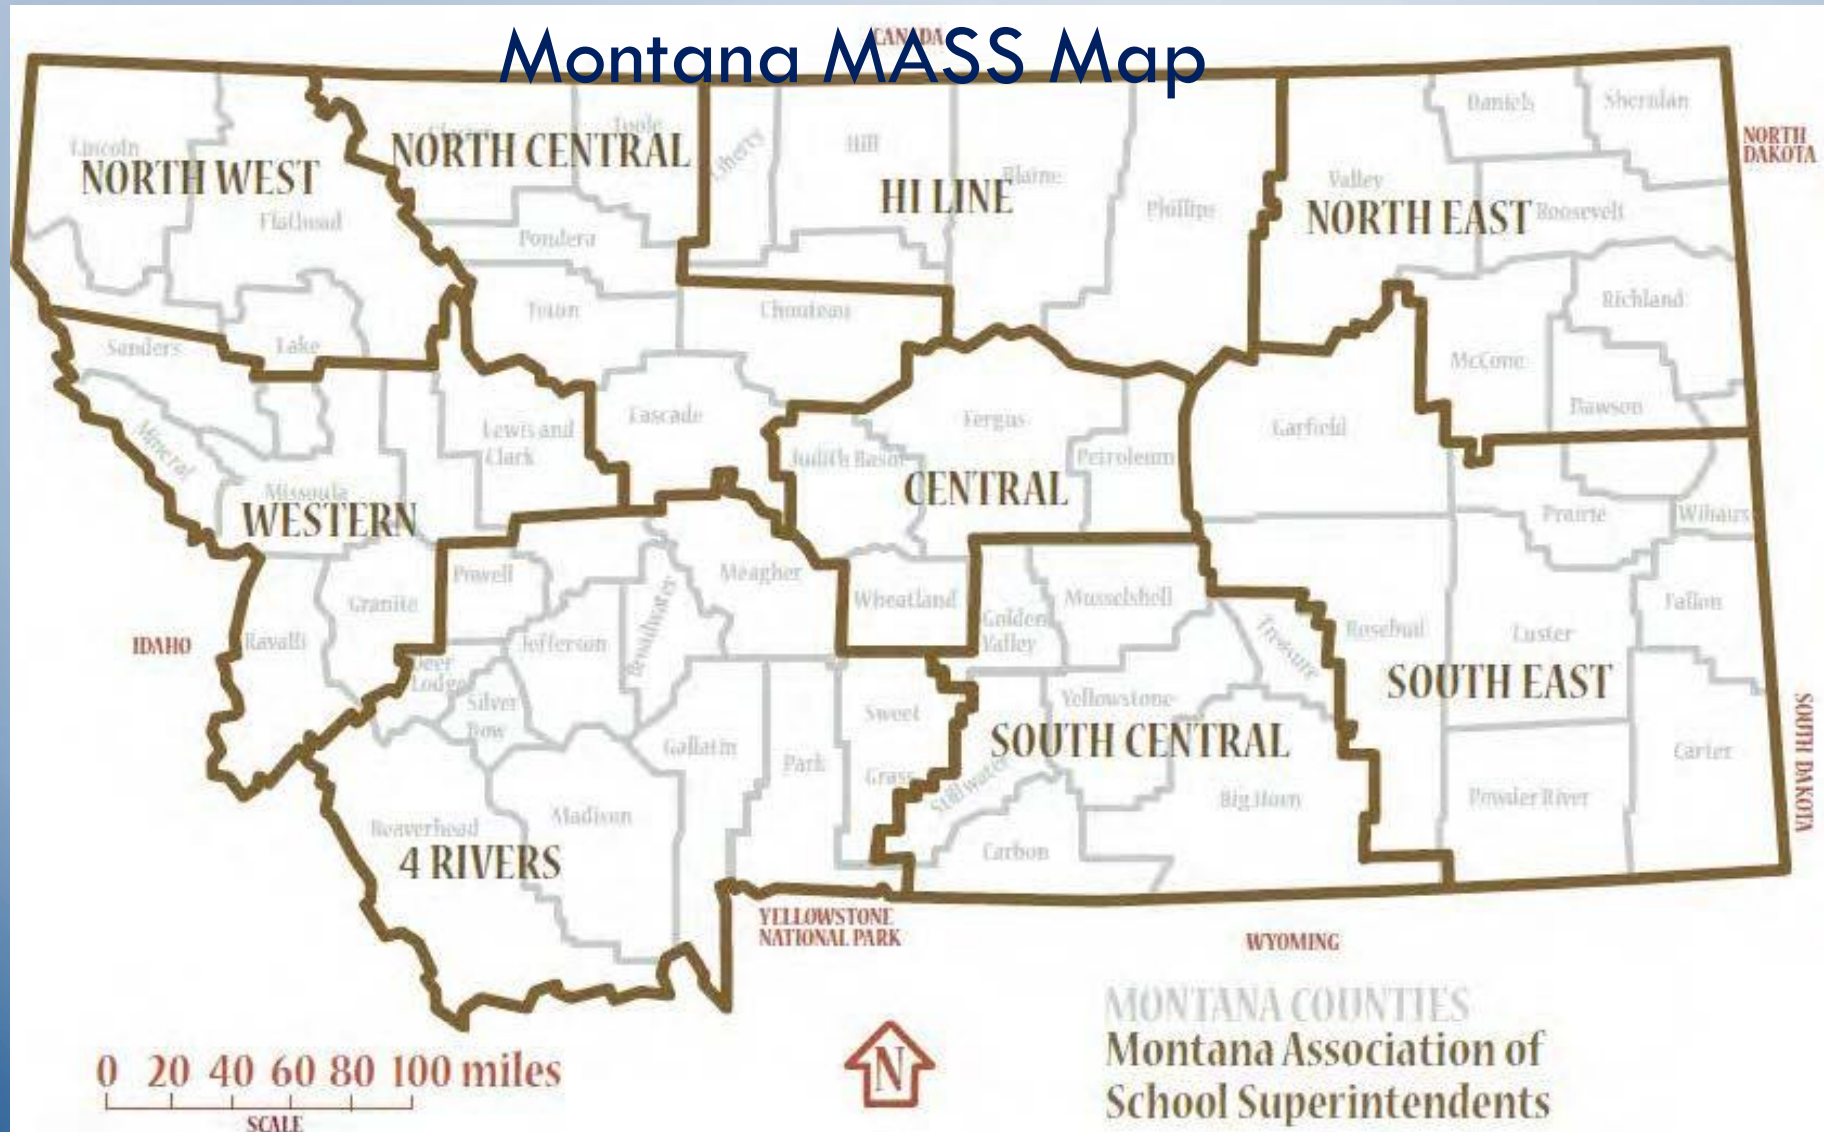 Montana MASS Map
CANADA
NORTH WEST
Lincoln
Flathead
Lake
Sanders
NORTH CENTRAL
Toole
Pondera
Teton
Chouteau
Cascade
HI LINE
Liberty
Hill
Blaine
Phillips
NORTH EAST
Daniels
Sheridan
Valley
Roosevelt
Richland
McCone
Dawson
NORTH
DAKOTA
WESTERN
Mineral
Missoula
Lewis and
Clark
Granite
Ravalli
IDAHO
CENTRAL
Fergus
Judith Basin
Petroleum
Wheatland
4 RIVERS
Powell
Meagher
Broadwater
Jefferson
Deer
Lodge
Silver
Bow
Gallatin
Park
Sweet
Grass
Madison
Beaverhead
SOUTH CENTRAL
Golden
Valley
Musselshell
Yellowstone
Treasure
Stillwater
Carbon
Big Horn
SOUTH EAST
Garfield
Prairie
Wibaux
Rosebud
Custer
Fallon
Powder River
Carter
SOUTH DAKOTA
YELLOWSTONE
NATIONAL PARK
WYOMING
0 20 40 60 80 100 miles
SCALE
N
MONTANA COUNTIES
Montana Association of
School Superintendents